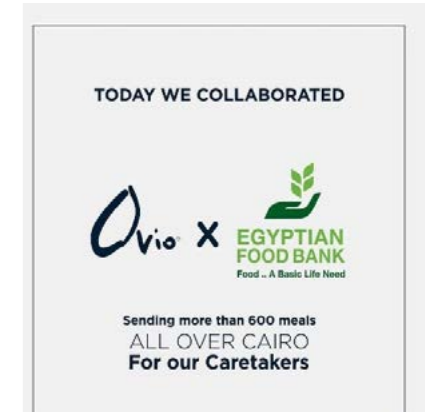 TODAY WE COLLABORATED
Ovio X
EGYPTIAN
FOOD BANK
Food .. A Basic Life Need
Sending more than 600 meals
ALL OVER CAIRO
For our Caretakers